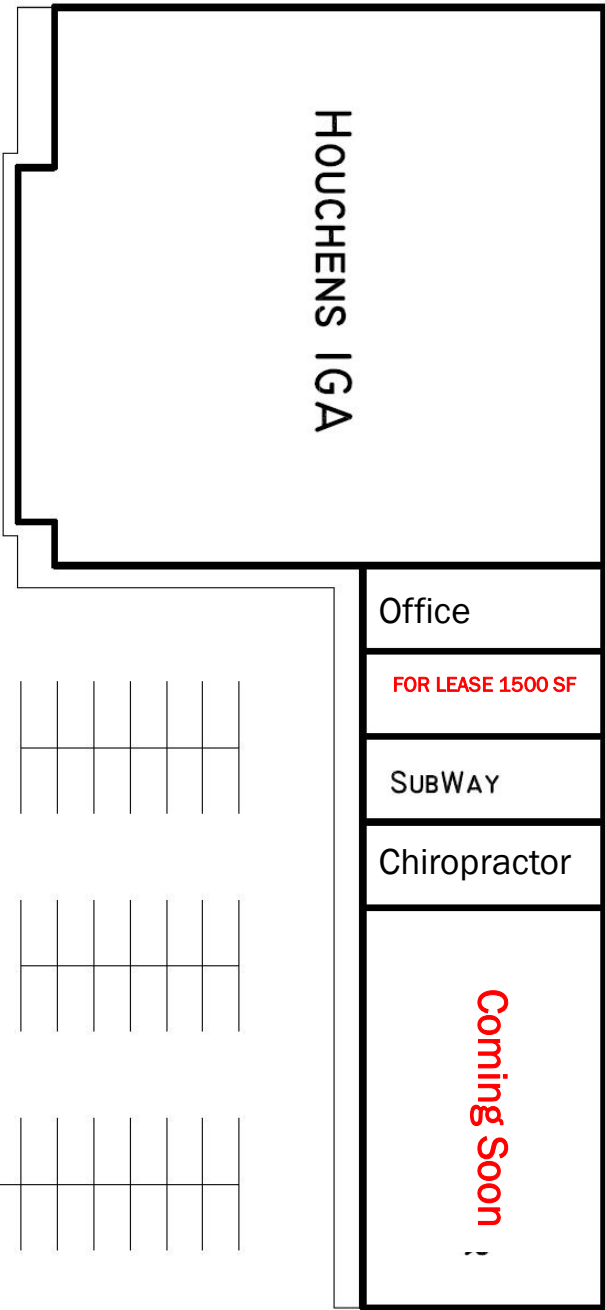 HOUCHENS IGA
Office
FOR LEASE 1500 SF
SUBWAY
Chiropractor
Coming Soon